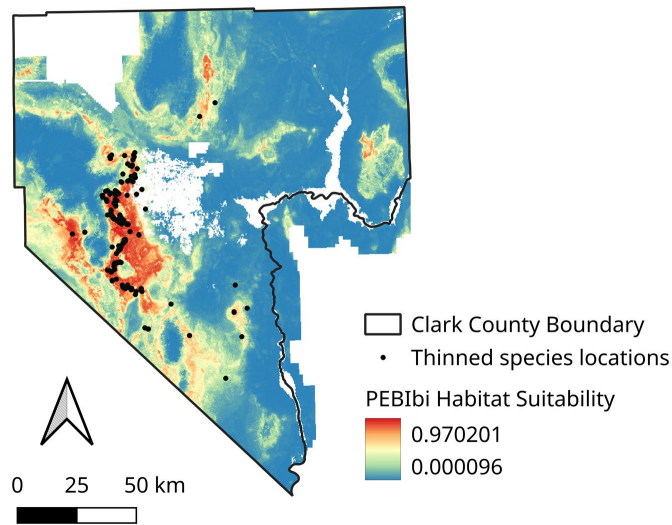 Clark County Boundary
Thinned species locations
PEBIbi Habitat Suitability
0.970201
0.000096
0 25 50 km